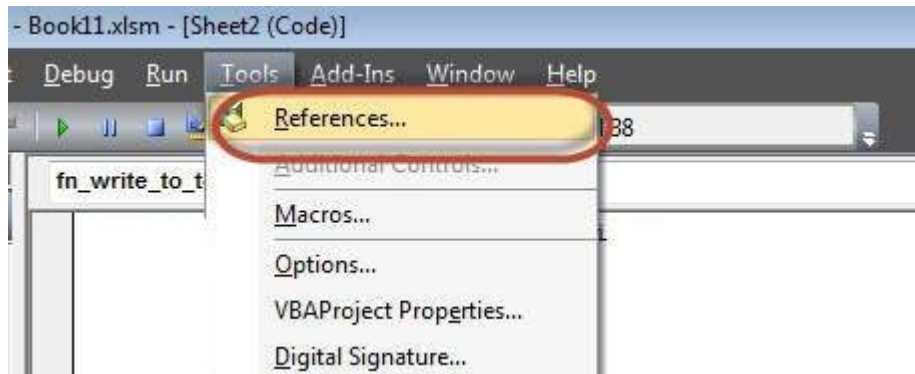 - Book11.xlsm - [Sheet2 (Code)]
Debug Run Tools Add-Ins Window Help
References...
38
Additional Controls...
fn_write_to_t
Macros...
Options...
VBAProject Properties...
Digital Signature...